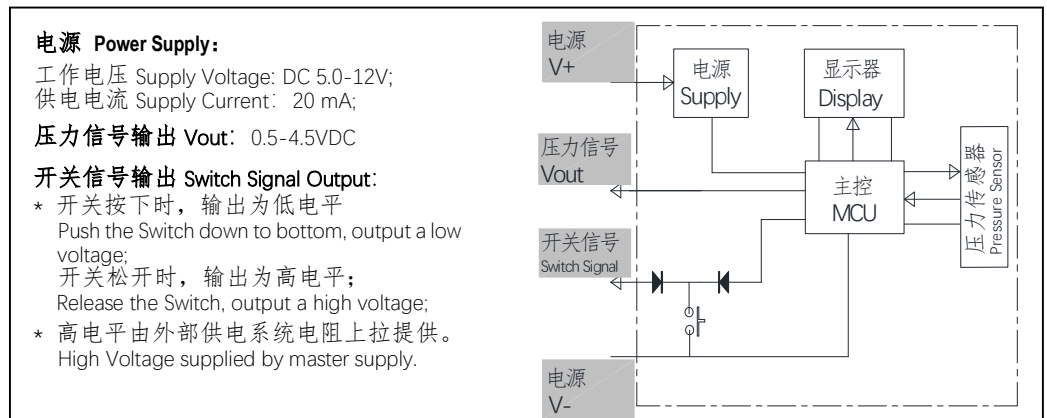 电源 Power Supply:
工作电压 Supply Voltage: DC 5.0-12V;
供电电流 Supply Current: 20 mA;
压力信号输出 Vout: 0.5-4.5VDC
开关信号输出 Switch Signal Output:
* 开关按下时，输出为低电平
Push the Switch down to bottom, output a low
voltage;
开关松开时，输出为高电平；
Release the Switch, output a high voltage;
* 高电平由外部供电系统电阻上拉提供。
High Voltage supplied by master supply.
电源
V+
电源
Supply
显示器
Display
压力信号
Vout
主控
MCU
压力传感器
Pressure Sensor
开关信号
Switch Signal
电源
V-